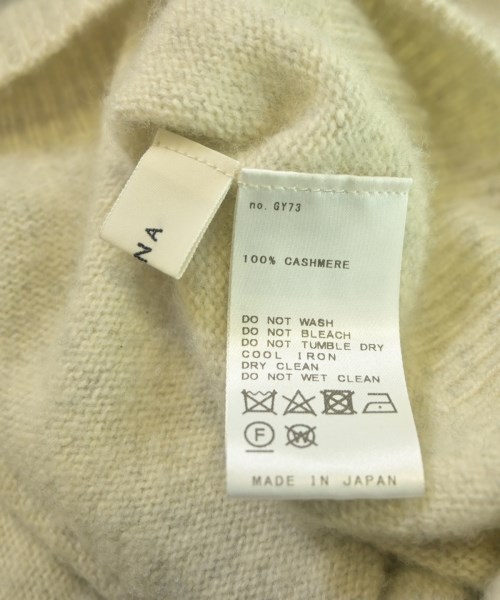 NA
no. GY73
100% CASHMERE
DO NOT WASH
DO NOT BLEACH
DO NOT TUMBLE DRY
COOL IRON
DRY CLEAN
DO NOT WET CLEAN
F W
MADE IN JAPAN